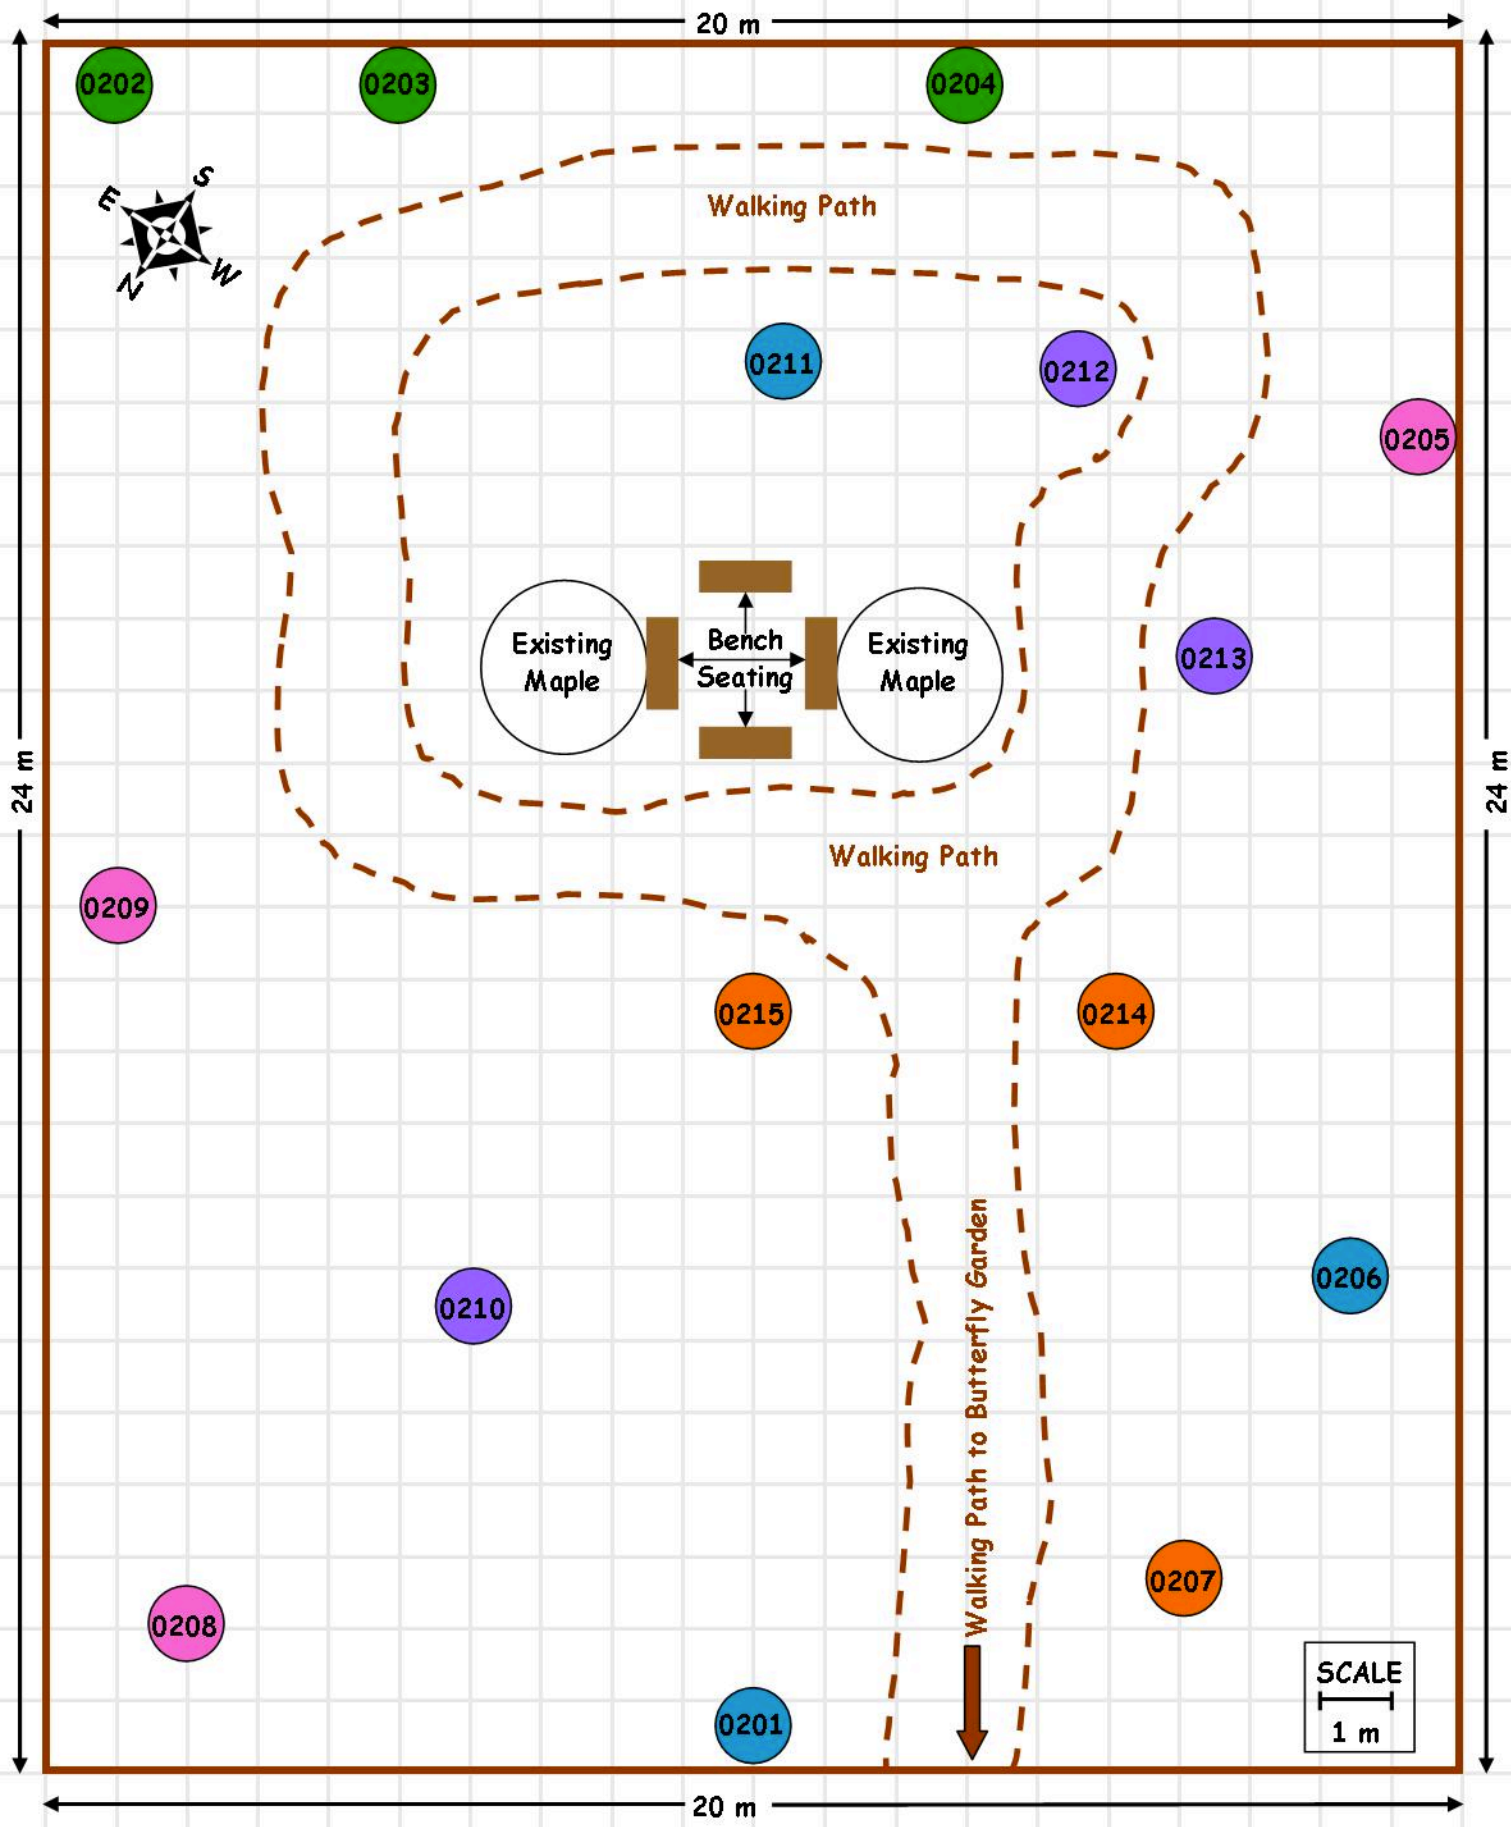 20 m
0202
0203
0204
S
E
Walking Path
N
W
0211
0212
0205
Existing
Maple
Bench
Seating
Existing
Maple
0213
24 m
24 m
Walking Path
0209
0215
0214
Walking Path to Butterfly Garden
0206
0210
0207
0208
SCALE
1 m
0201
20 m